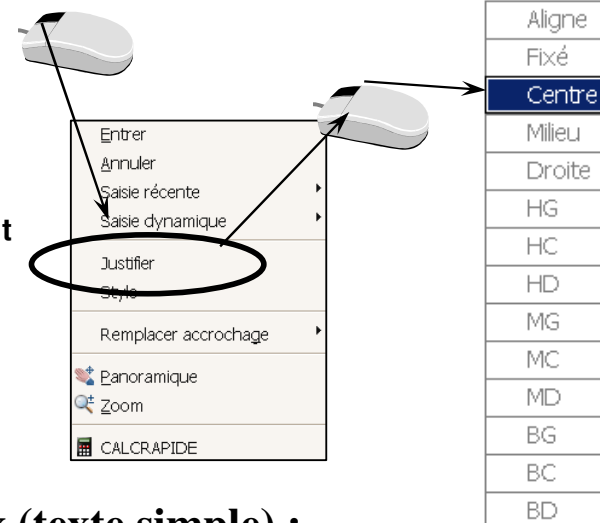 Entrer
Annuler
Saisie récente
Saisie dynamique
t
Justifier
Style
Remplacer accrochage
Panoramique
Zoom
CALCRAPIDE
Aligne
Fixé
Centre
Milieu
Droite
HG
HC
HD
MG
MC
MD
BG
BC
BD
(texte simple) :